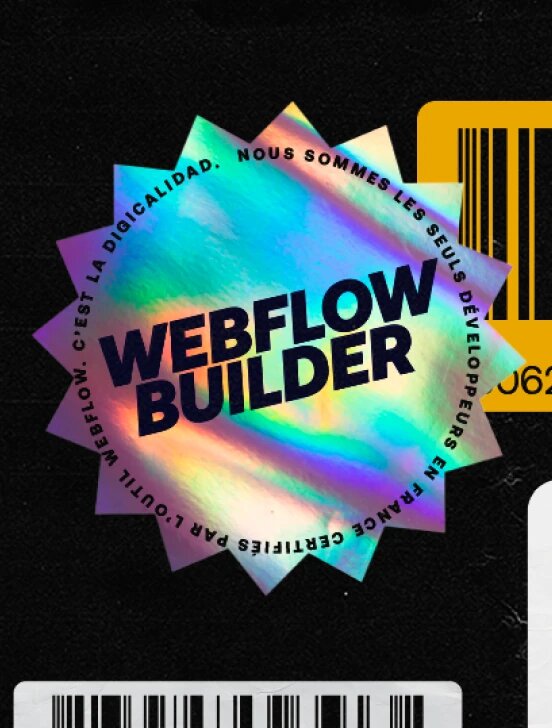 NOUS SOMMES LES SEULS DÉVELOPPEURS EN FRANCE CERTIFIÉS PAR L'OUTIL WEBFLOW. C'EST LA DIGICALIDAD.
WEBFLOW
BUILDER
062